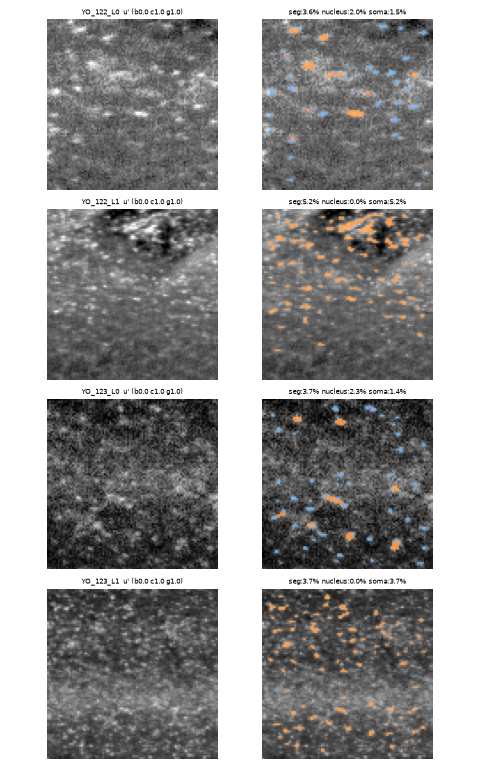 YO_122_L0 u' (b0.0 c1.0 g1.0)
seg:3.6% nucleus:2.0% soma:1.5%
YO_122_L1 u' (b0.0 c1.0 g1.0)
seg:5.2% nucleus:0.0% soma:5.2%
YO_123_L0 u' (b0.0 c1.0 g1.0)
seg:3.7% nucleus:2.3% soma:1.4%
YO_123_L1 u' (b0.0 c1.0 g1.0)
seg:3.7% nucleus:0.0% soma:3.7%